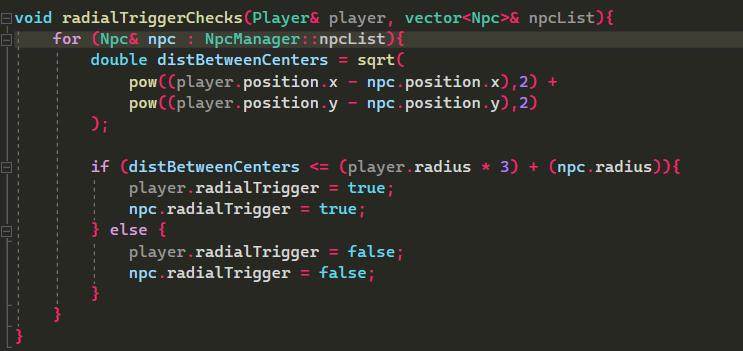 void radialTriggerChecks(Player& player, vector<Npc>& npcList){
    for (Npc& npc : NpcManager::npcList){
        double distBetweenCenters = sqrt(
            pow((player.position.x - npc.position.x),2) +
            pow((player.position.y - npc.position.y),2)
        );

        if (distBetweenCenters <= (player.radius * 3) + (npc.radius)){
            player.radialTrigger = true;
            npc.radialTrigger = true;
        } else {
            player.radialTrigger = false;
            npc.radialTrigger = false;
        }
    }
}